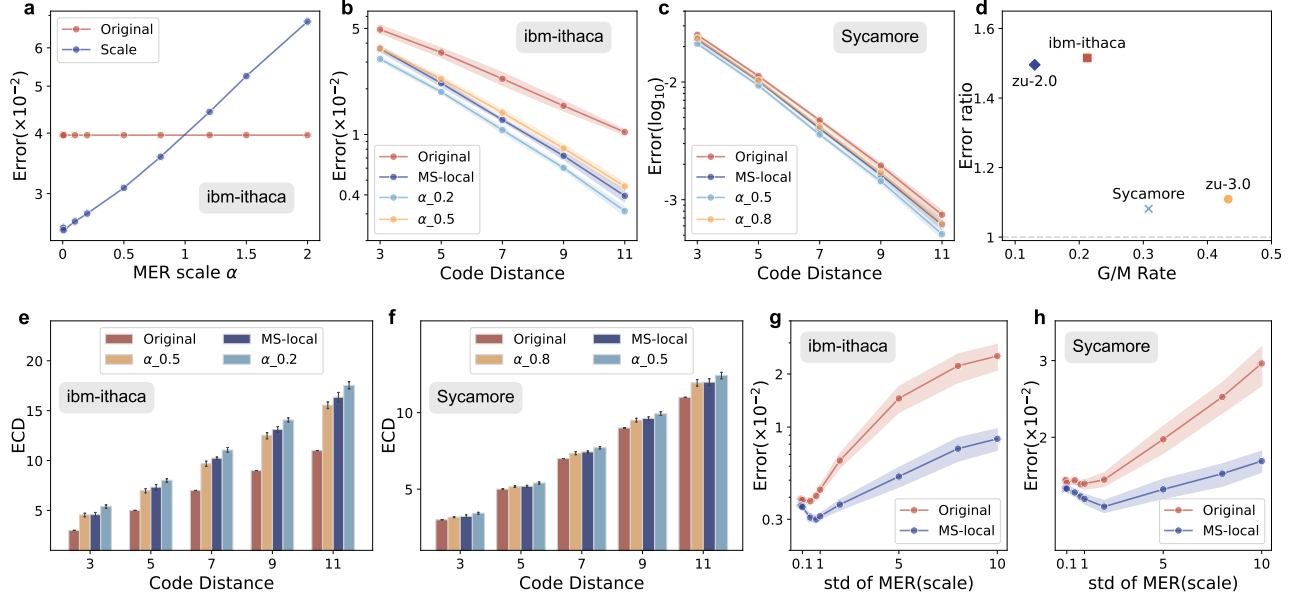 a
Error(×10⁻²)
6
5
4
3
Original
Scale
ibm-ithaca
0
0.5
1
1.5
2
MER scale α
b
Error(×10⁻²)
5
1
0.4
ibm-ithaca
Original
MS-local
α_0.2
α_0.5
3
5
7
9
11
Code Distance
c
Error(log₁₀)
-2
-3
Sycamore
Original
MS-local
α_0.5
α_0.8
3
5
7
9
11
Code Distance
d
Error ratio
1.6
1.4
1.2
1
ibm-ithaca
zu-2.0
Sycamore
zu-3.0
0.1
0.2
0.3
0.4
0.5
G/M Rate
e
ECD
20
15
10
5
Original
MS-local
α_0.5
α_0.2
ibm-ithaca
3
5
7
9
11
Code Distance
f
ECD
10
5
Original
MS-local
α_0.8
α_0.5
Sycamore
3
5
7
9
11
Code Distance
g
Error(×10⁻²)
2
1
0.3
ibm-ithaca
Original
MS-local
0.1
1
5
10
std of MER(scale)
h
Error(×10⁻²)
3
2
Sycamore
Original
MS-local
0.1
1
5
10
std of MER(scale)